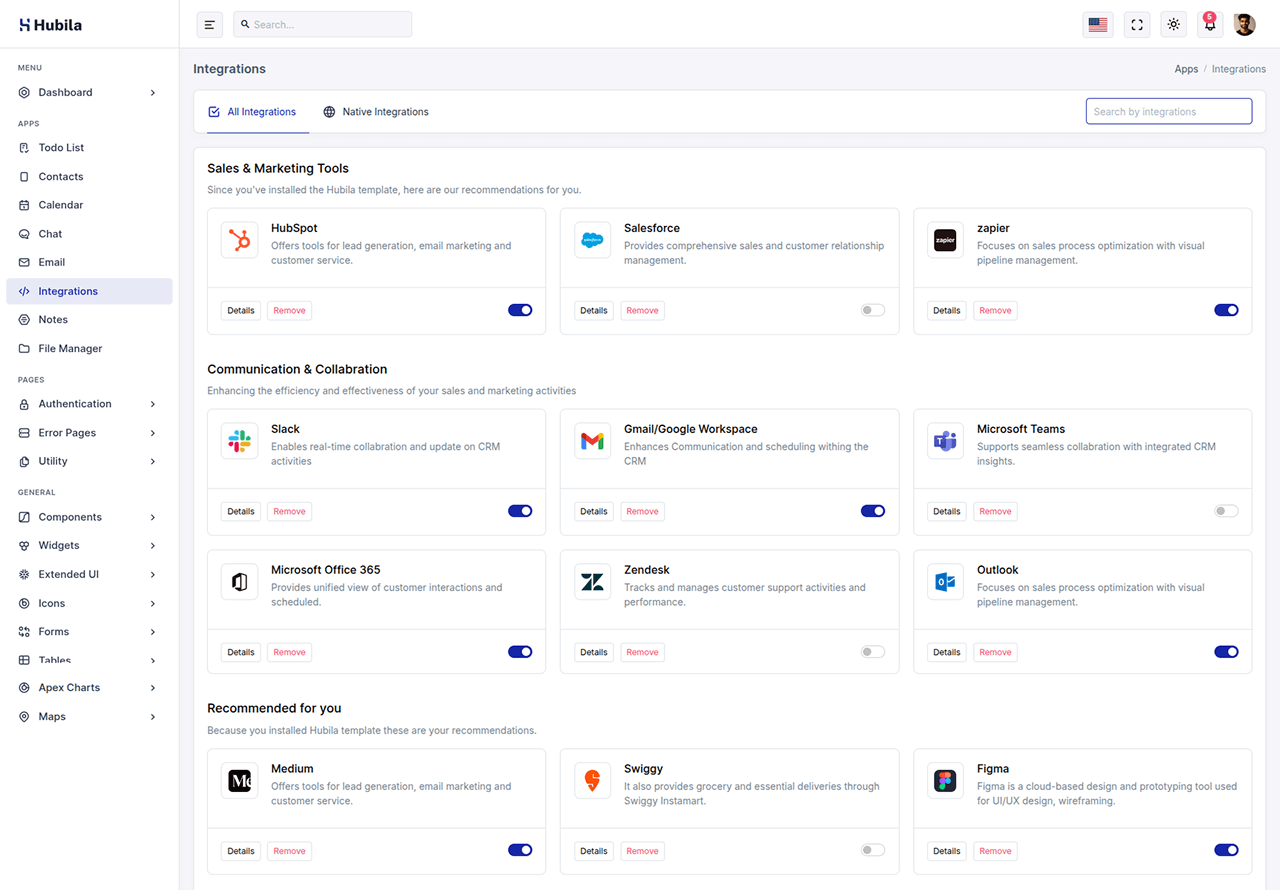 Hubila
Search...
5
MENU
Dashboard
APPS
Todo List
Contacts
Calendar
Chat
Email
Integrations
Notes
File Manager
PAGES
Authentication
Error Pages
Utility
GENERAL
Components
Widgets
Extended UI
Icons
Forms
Tables
Apex Charts
Maps
Integrations
Apps / Integrations
All Integrations
Native Integrations
Search by integrations
Sales & Marketing Tools
Since you've installed the Hubila template, here are our recommendations for you.
HubSpot
Offers tools for lead generation, email marketing and
customer service.
Details
Remove
salesforce
Salesforce
Provides comprehensive sales and customer relationship
management.
Details
Remove
zapier
zapier
Focuses on sales process optimization with visual
pipeline management.
Details
Remove
Communication & Collabration
Enhancing the efficiency and effectiveness of your sales and marketing activities
Slack
Enables real-time collabration and update on CRM
activities
Details
Remove
Gmail/Google Workspace
Enhances Communication and scheduling withing the
CRM
Details
Remove
Microsoft Teams
Supports seamless collabration with integrated CRM
insights.
Details
Remove
Microsoft Office 365
Provides unified view of customer interactions and
scheduled.
Details
Remove
Zendesk
Tracks and manages customer support activities and
performance.
Details
Remove
Outlook
Focuses on sales process optimization with visual
pipeline management.
Details
Remove
Recommended for you
Because you installed Hubila template these are your recommendations.
Medium
Offers tools for lead generation, email marketing and
customer service.
Details
Remove
Swiggy
It also provides grocery and essential deliveries through
Swiggy Instamart.
Details
Remove
Figma
Figma is a cloud-based design and prototyping tool used
for UI/UX design, wireframing.
Details
Remove